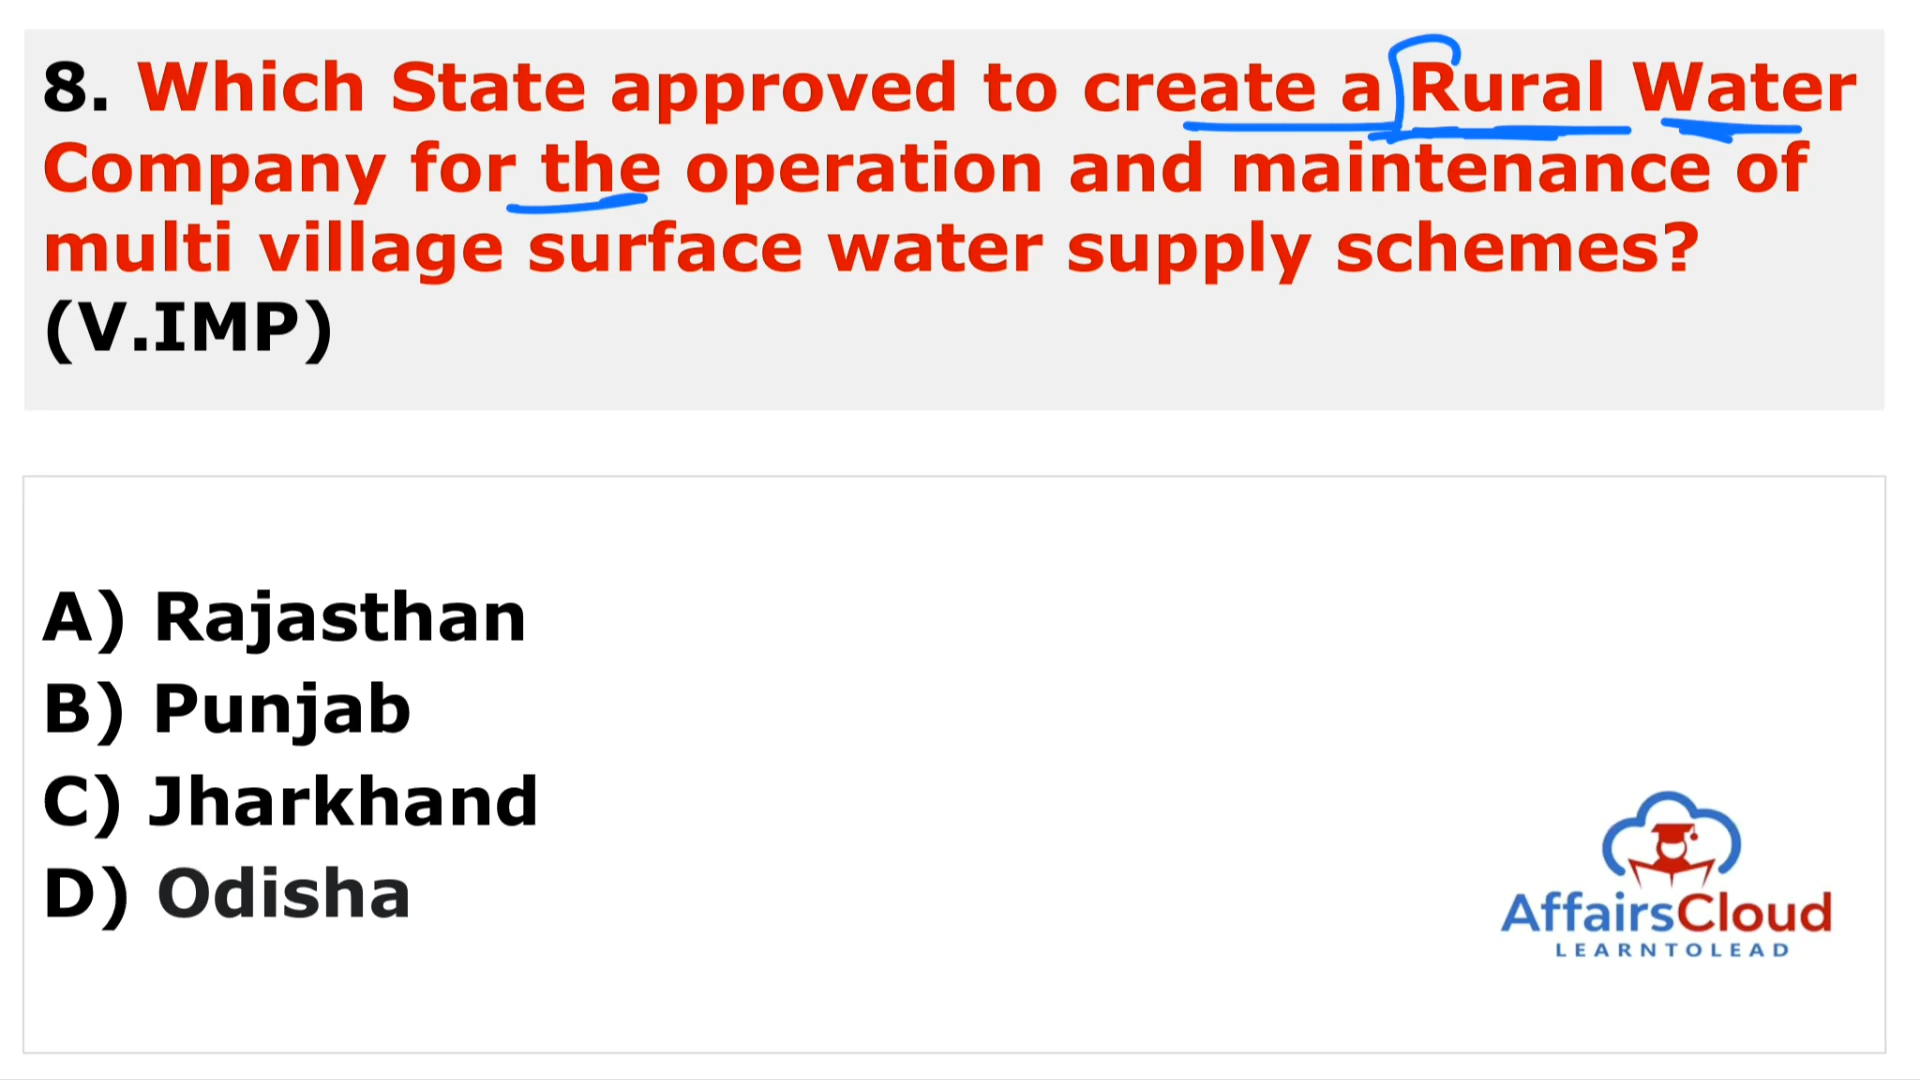 8. Which State approved to create a Rural Water
Company for the operation and maintenance of
multi village surface water supply schemes?
(V.IMP)
A) Rajasthan
B) Punjab
C) Jharkhand
D) Odisha
AffairsCloud
LEARNTOLEAD